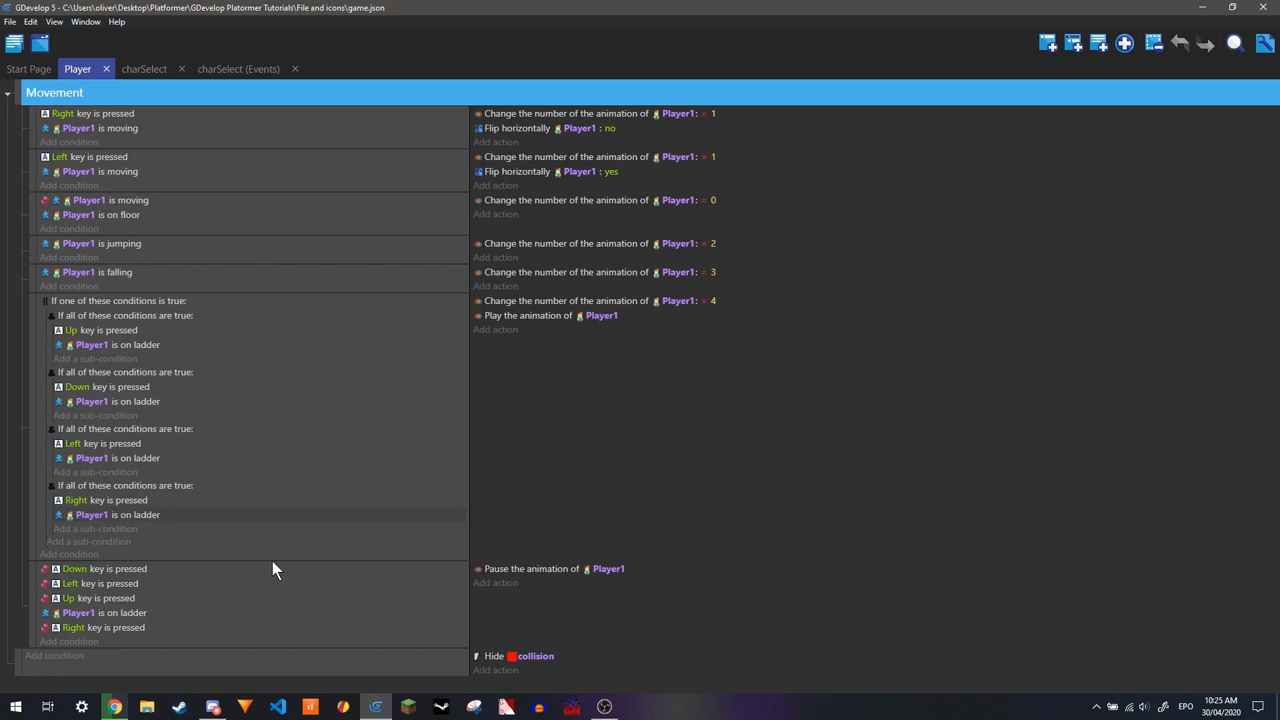 GDevelop 5 - C:\Users\oliver\Desktop\Platformer\GDevelop Platormer Tutorials\File and icons\game.json
File Edit View Window Help
Start Page Player × charSelect × charSelect (Events) ×
Movement
Right key is pressed
Player1 is moving
Add condition
Change the number of the animation of Player1: = 1
Flip horizontally Player1 : no
Add action
Left key is pressed
Player1 is moving
Add condition
Change the number of the animation of Player1: = 1
Flip horizontally Player1 : yes
Add action
Player1 is moving
Player1 is on floor
Change the number of the animation of Player1: = 0
Add action
Player1 is jumping
Add condition
Change the number of the animation of Player1: = 2
Add action
Player1 is falling
Add condition
Change the number of the animation of Player1: = 3
Add action
If one of these conditions is true:
& If all of these conditions are true:
Up key is pressed
Player1 is on ladder
Add a sub-condition
& If all of these conditions are true:
Down key is pressed
Player1 is on ladder
Add a sub-condition
& If all of these conditions are true:
Left key is pressed
Player1 is on ladder
Add a sub-condition
& If all of these conditions are true:
Right key is pressed
Player1 is on ladder
Add a sub-condition
Add a sub-condition
Add condition
Change the number of the animation of Player1: = 4
Play the animation of Player1
Add action
Down key is pressed
Left key is pressed
Up key is pressed
Player1 is on ladder
Right key is pressed
Add condition
Pause the animation of Player1
Add action
Add condition
Hide collision
Add action
EPO
10:25 AM
30/04/2020